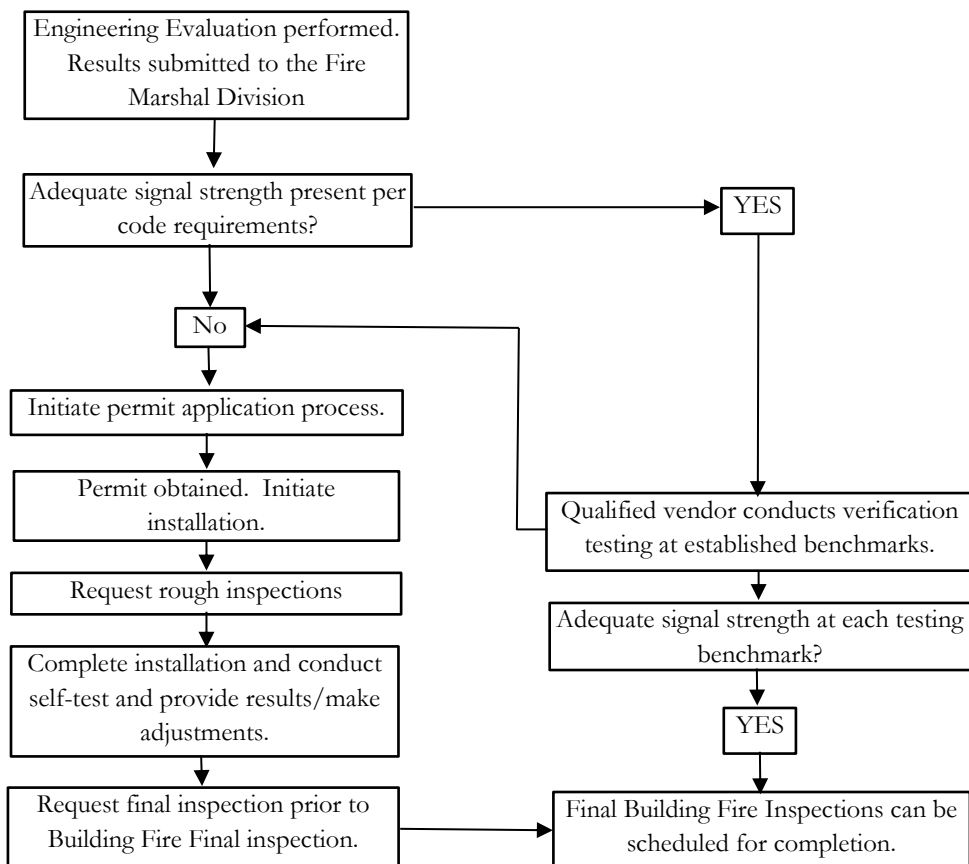 Engineering Evaluation performed.
Results submitted to the Fire
Marshal Division
Adequate signal strength present per
code requirements?
YES
No
Initiate permit application process.
Permit obtained.  Initiate
installation.
Request rough inspections
Complete installation and conduct
self-test and provide results/make
adjustments.
Request final inspection prior to
Building Fire Final inspection.
Qualified vendor conducts verification
testing at established benchmarks.
Adequate signal strength at each testing
benchmark?
YES
Final Building Fire Inspections can be
scheduled for completion.